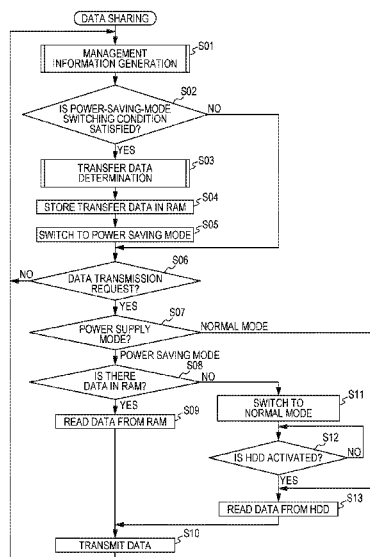 DATA SHARING
S01
MANAGEMENT
INFORMATION GENERATION
S02
IS POWER-SAVING-MODE
SWITCHING CONDITION
SATISFIED?
NO
YES
S03
TRANSFER DATA
DETERMINATION
S04
STORE TRANSFER DATA IN RAM
S05
SWITCH TO POWER SAVING MODE
S06
NO
DATA TRANSMISSION
REQUEST?
YES
S07
POWER SUPPLY
MODE?
NORMAL MODE
POWER SAVING MODE
S08
IS THERE
DATA IN RAM?
NO
YES
S09
READ DATA FROM RAM
S11
SWITCH TO
NORMAL MODE
S12
IS HDD ACTIVATED?
NO
YES
S13
READ DATA FROM HDD
S10
TRANSMIT DATA